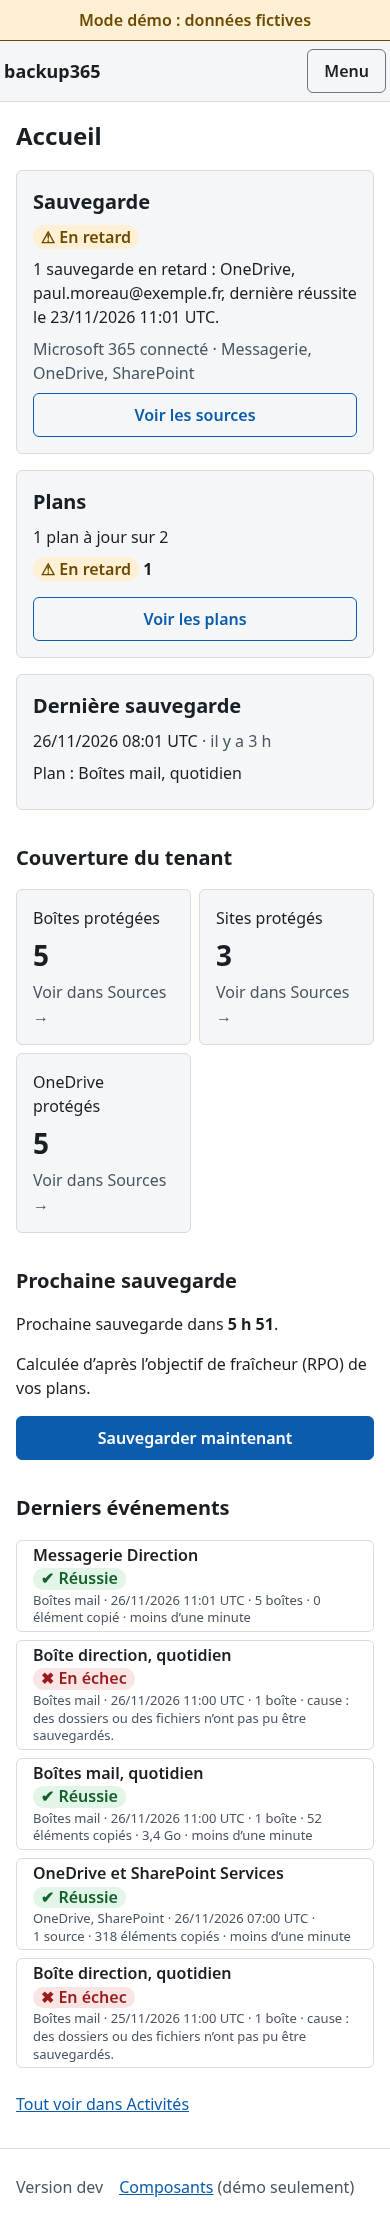 Mode démo : données fictives
backup365
Menu
Accueil
Sauvegarde
⚠ En retard
1 sauvegarde en retard : OneDrive,
paul.moreau@exemple.fr, dernière réussite
le 23/11/2026 11:01 UTC.
Microsoft 365 connecté · Messagerie,
OneDrive, SharePoint
Voir les sources
Plans
1 plan à jour sur 2
⚠ En retard 1
Voir les plans
Dernière sauvegarde
26/11/2026 08:01 UTC · il y a 3 h
Plan : Boîtes mail, quotidien
Couverture du tenant
Boîtes protégées
5
Voir dans Sources
→
Sites protégés
3
Voir dans Sources
→
OneDrive
protégés
5
Voir dans Sources
→
Prochaine sauvegarde
Prochaine sauvegarde dans 5 h 51.
Calculée d’après l’objectif de fraîcheur (RPO) de
vos plans.
Sauvegarder maintenant
Derniers événements
Messagerie Direction
✔ Réussie
Boîtes mail · 26/11/2026 11:01 UTC · 5 boîtes · 0
élément copié · moins d’une minute
Boîte direction, quotidien
✖ En échec
Boîtes mail · 26/11/2026 11:00 UTC · 1 boîte · cause :
des dossiers ou des fichiers n’ont pas pu être
sauvegardés.
Boîtes mail, quotidien
✔ Réussie
Boîtes mail · 26/11/2026 11:00 UTC · 1 boîte · 52
éléments copiés · 3,4 Go · moins d’une minute
OneDrive et SharePoint Services
✔ Réussie
OneDrive, SharePoint · 26/11/2026 07:00 UTC ·
1 source · 318 éléments copiés · moins d’une minute
Boîte direction, quotidien
✖ En échec
Boîtes mail · 25/11/2026 11:00 UTC · 1 boîte · cause :
des dossiers ou des fichiers n’ont pas pu être
sauvegardés.
Tout voir dans Activités
Version dev Composants (démo seulement)